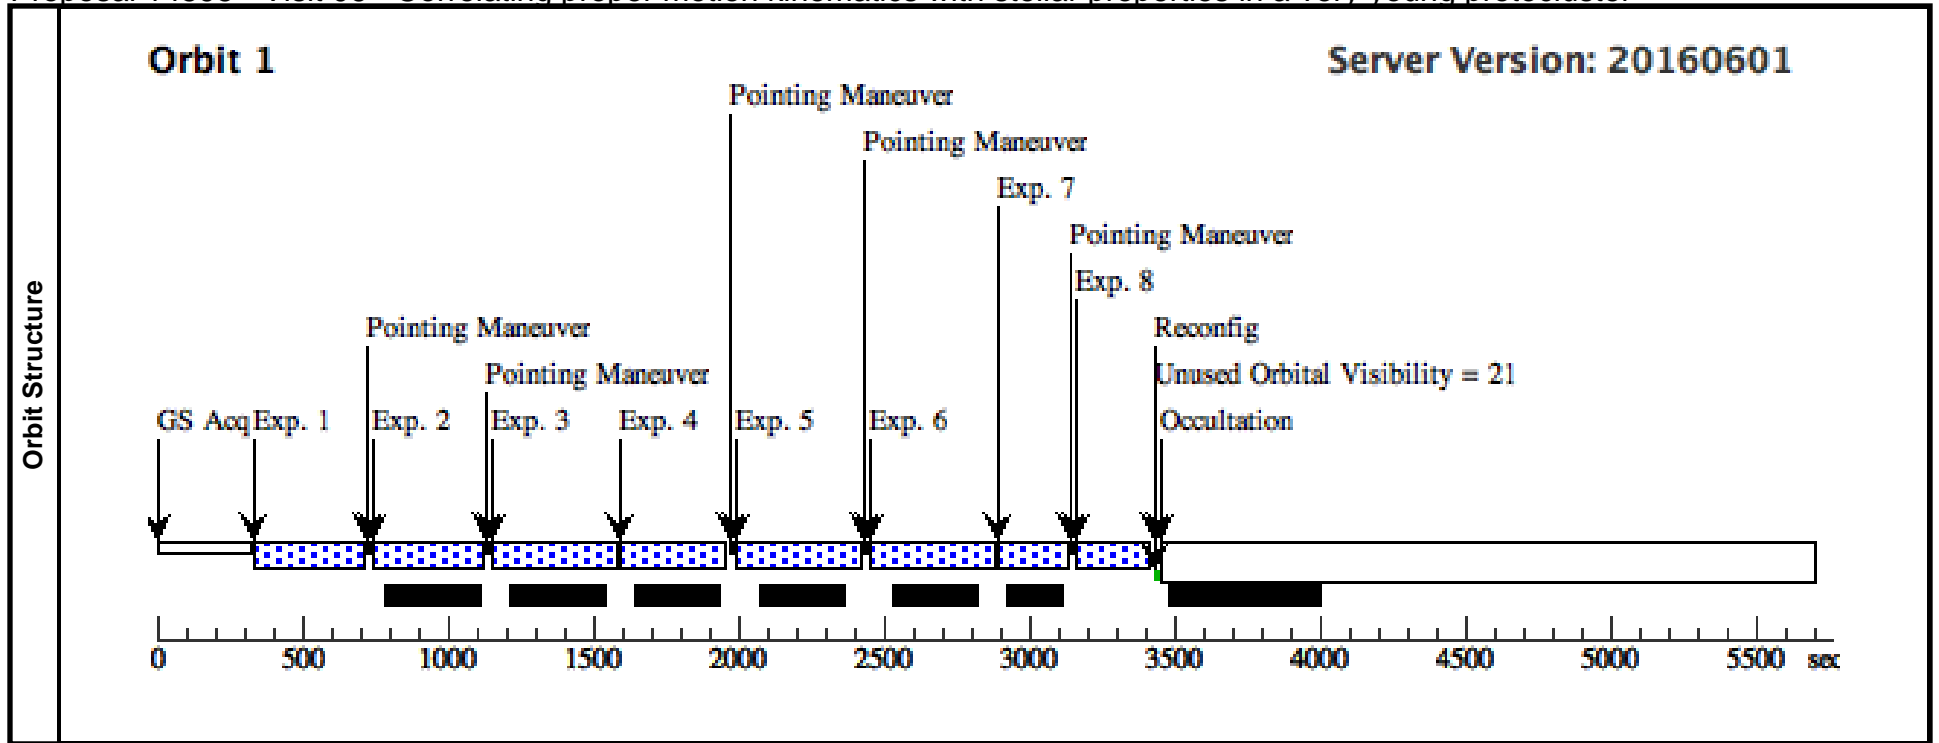 Orbit 1
Server Version: 20160601
Pointing Maneuver
Pointing Maneuver
Exp. 7
Pointing Maneuver
Exp. 8
Pointing Maneuver
Reconfig
Pointing Maneuver
Unused Orbital Visibility = 21
GS Acq Exp. 1 Exp. 2 Exp. 3 Exp. 4 Exp. 5 Exp. 6 Occultation
Orbit Structure
0 500 1000 1500 2000 2500 3000 3500 4000 4500 5000 5500 sec